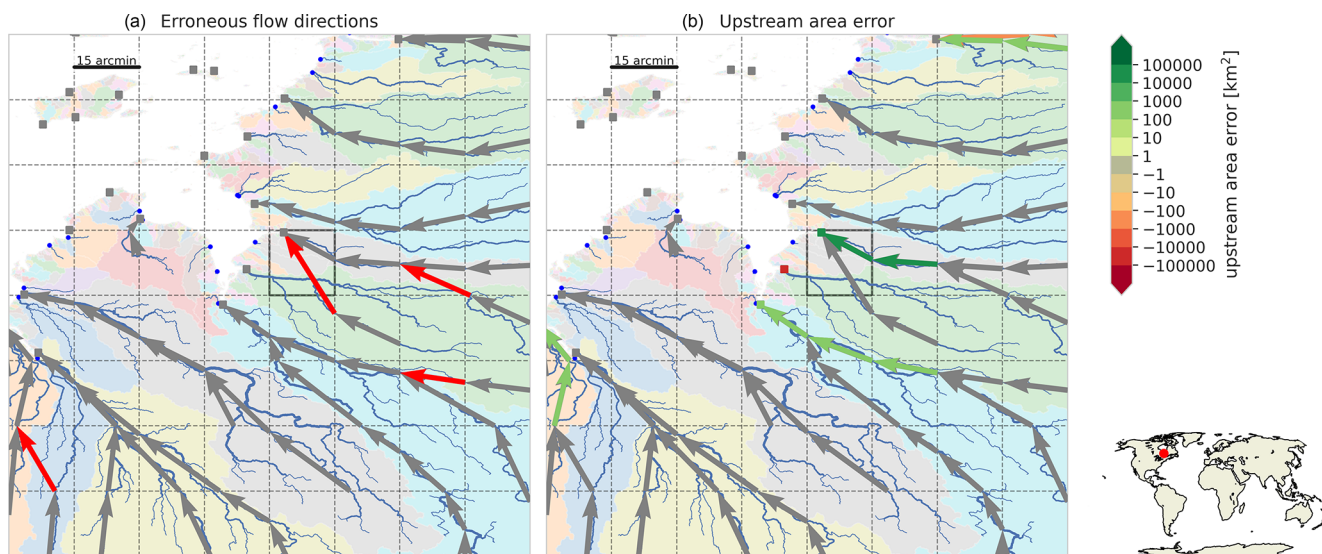 (a) Erroneous flow directions
(b) Upstream area error
15 arcmin
15 arcmin
100000
10000
1000
100
10
1
−1
−10
−100
−1000
−10000
−100000
upstream area error [km²]